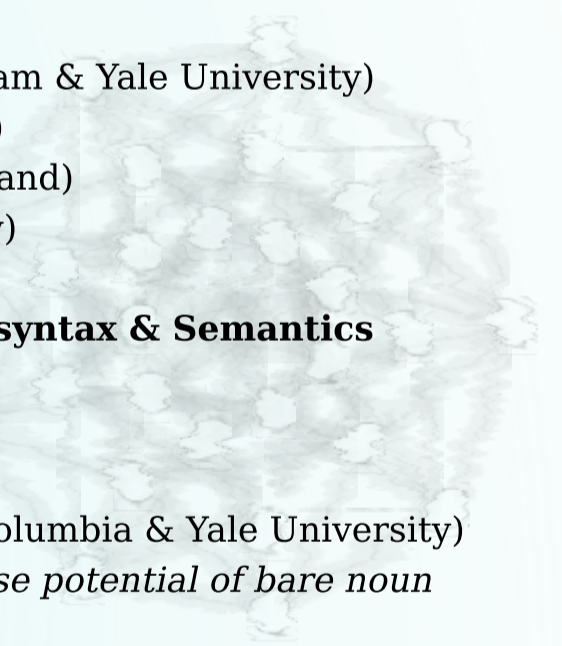 am & Yale University)
)
and)
y)
syntax & Semantics
olumbia & Yale University)
se potential of bare noun